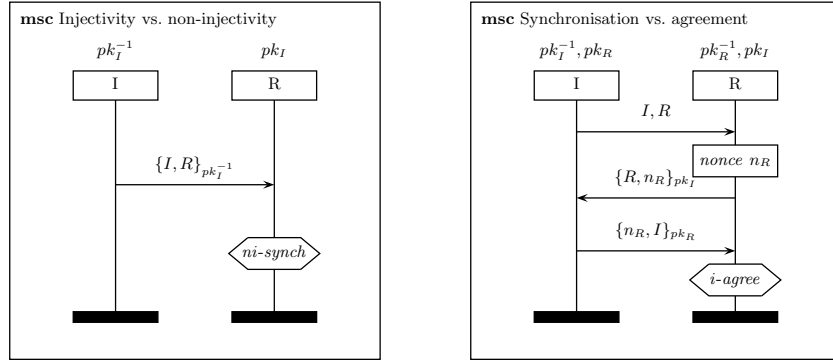 msc Injectivity vs. non-injectivity
pk_I^{-1}
pk_I
I
R
{I, R}_{pk_I^{-1}}
ni-synch
msc Synchronisation vs. agreement
pk_I^{-1}, pk_R
pk_R^{-1}, pk_I
I
R
I, R
nonce n_R
{R, n_R}_{pk_I}
{n_R, I}_{pk_R}
i-agree